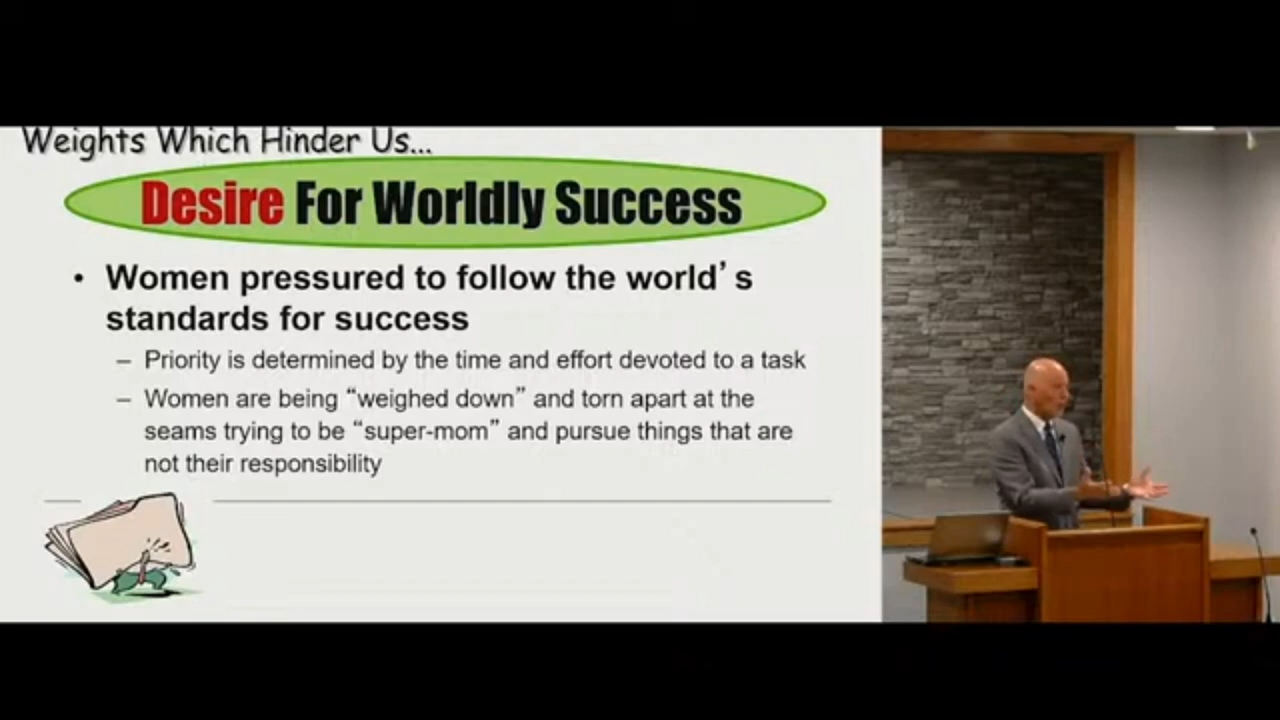 Weights Which Hinder Us...
Desire For Worldly Success
• Women pressured to follow the world's
standards for success
– Priority is determined by the time and effort devoted to a task
– Women are being “weighed down” and torn apart at the
seams trying to be “super-mom” and pursue things that are
not their responsibility